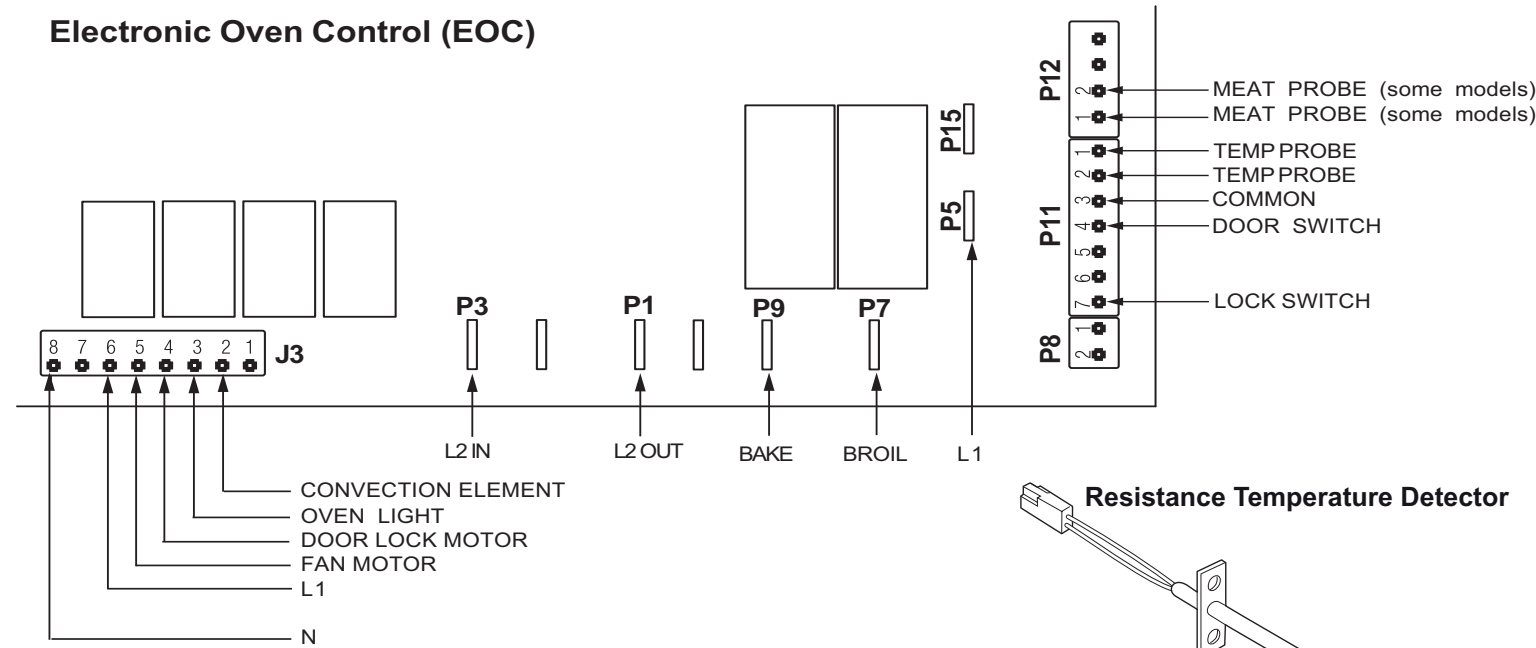 Electronic Oven Control (EOC)
P12
2
1
MEAT PROBE (some models)
MEAT PROBE (some models)
P11
1
2
3
4
5
6
7
TEMP PROBE
TEMP PROBE
COMMON
DOOR SWITCH
LOCK SWITCH
P8
1
2
P15
P5
P3
P1
P9
P7
8 7 6 5 4 3 2 1
J3
L2 IN
L2 OUT
BAKE
BROIL
L1
CONVECTION ELEMENT
OVEN LIGHT
DOOR LOCK MOTOR
FAN MOTOR
L1
N
Resistance Temperature Detector